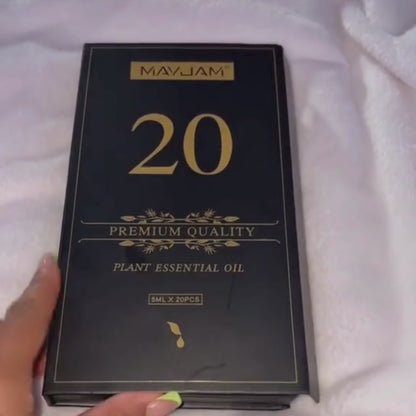 MAYJAM®
20
PREMIUM QUALITY
PLANT ESSENTIAL OIL
5ML X 20PCS